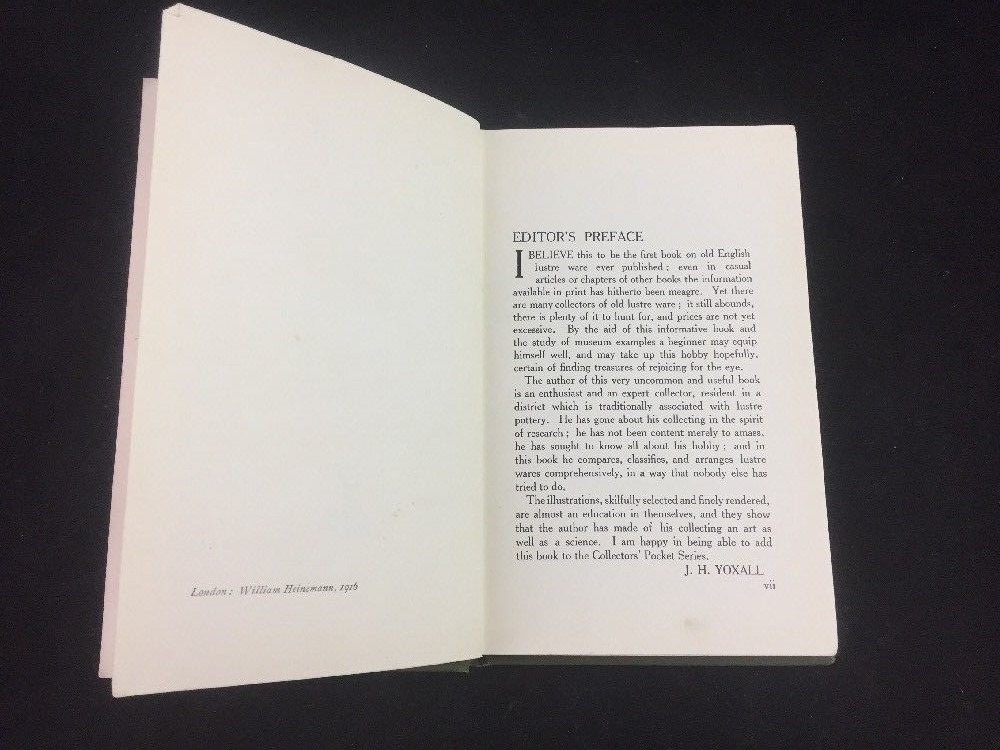 London: William Heinemann, 1916
EDITOR'S PREFACE
I BELIEVE this to be the first book on old English
lustre ware ever published; even in casual
articles or chapters of other books the information
available in print has hitherto been meagre. Yet there
are many collectors of old lustre ware; it still abounds,
there is plenty of it to hunt for, and prices are not yet
excessive. By the aid of this informative book and
the study of museum examples a beginner may equip
himself well, and may take up this hobby hopefully,
certain of finding treasures of rejoicing for the eye.
The author of this very uncommon and useful book
is an enthusiast and an expert collector, resident in a
district which is traditionally associated with lustre
pottery. He has gone about his collecting in the spirit
of research; he has not been content merely to amass,
he has sought to know all about his hobby; and in
this book he compares, classifies, and arranges lustre
wares comprehensively, in a way that nobody else has
tried to do.
The illustrations, skilfully selected and finely rendered,
are almost an education in themselves, and they show
that the author has made of his collecting an art as
well as a science. I am happy in being able to add
this book to the Collectors' Pocket Series.
J. H. YOXALL
vii